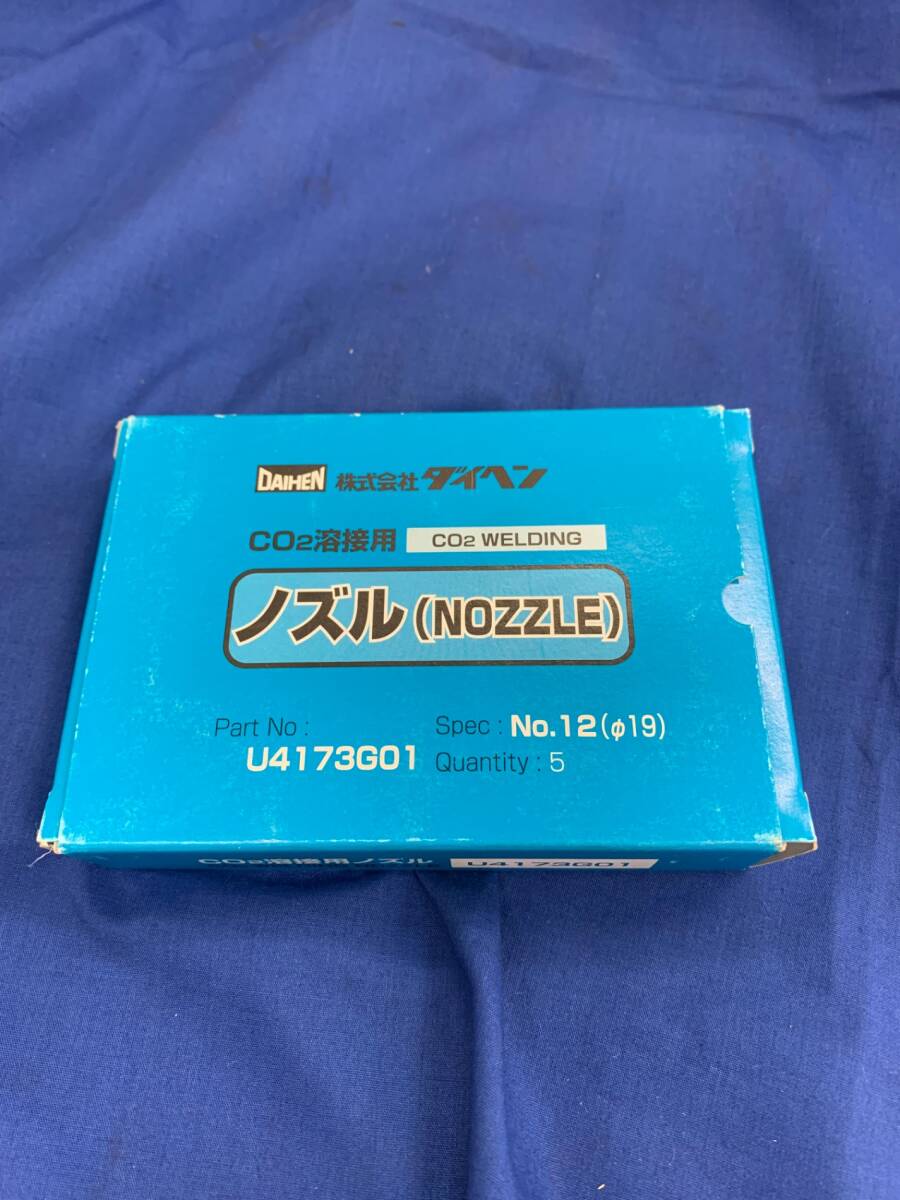 DAIHEN 株式会社ダイヘン
CO2溶接用 CO2 WELDING
ノズル(NOZZLE)
Part No : Spec : No.12(φ19)
U4173G01 Quantity : 5
CO2溶接用ノズル U4173G01